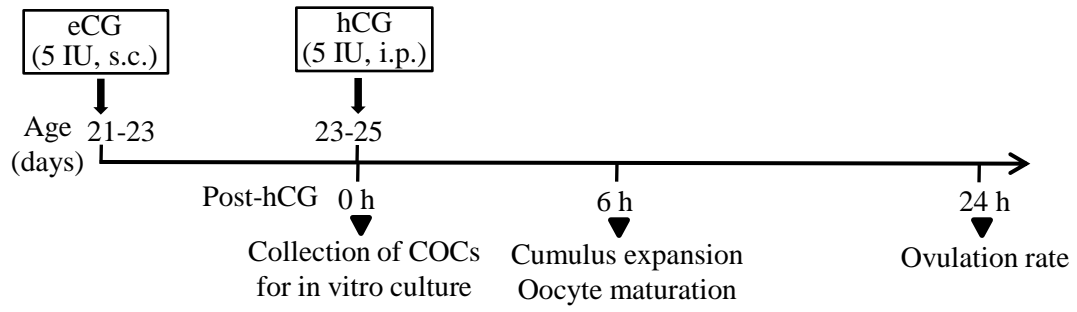 eCG
(5 IU, s.c.)
hCG
(5 IU, i.p.)
Age 21-23
23-25
(days)
Post-hCG 0 h
6 h
24 h
Collection of COCs
for in vitro culture
Cumulus expansion
Oocyte maturation
Ovulation rate